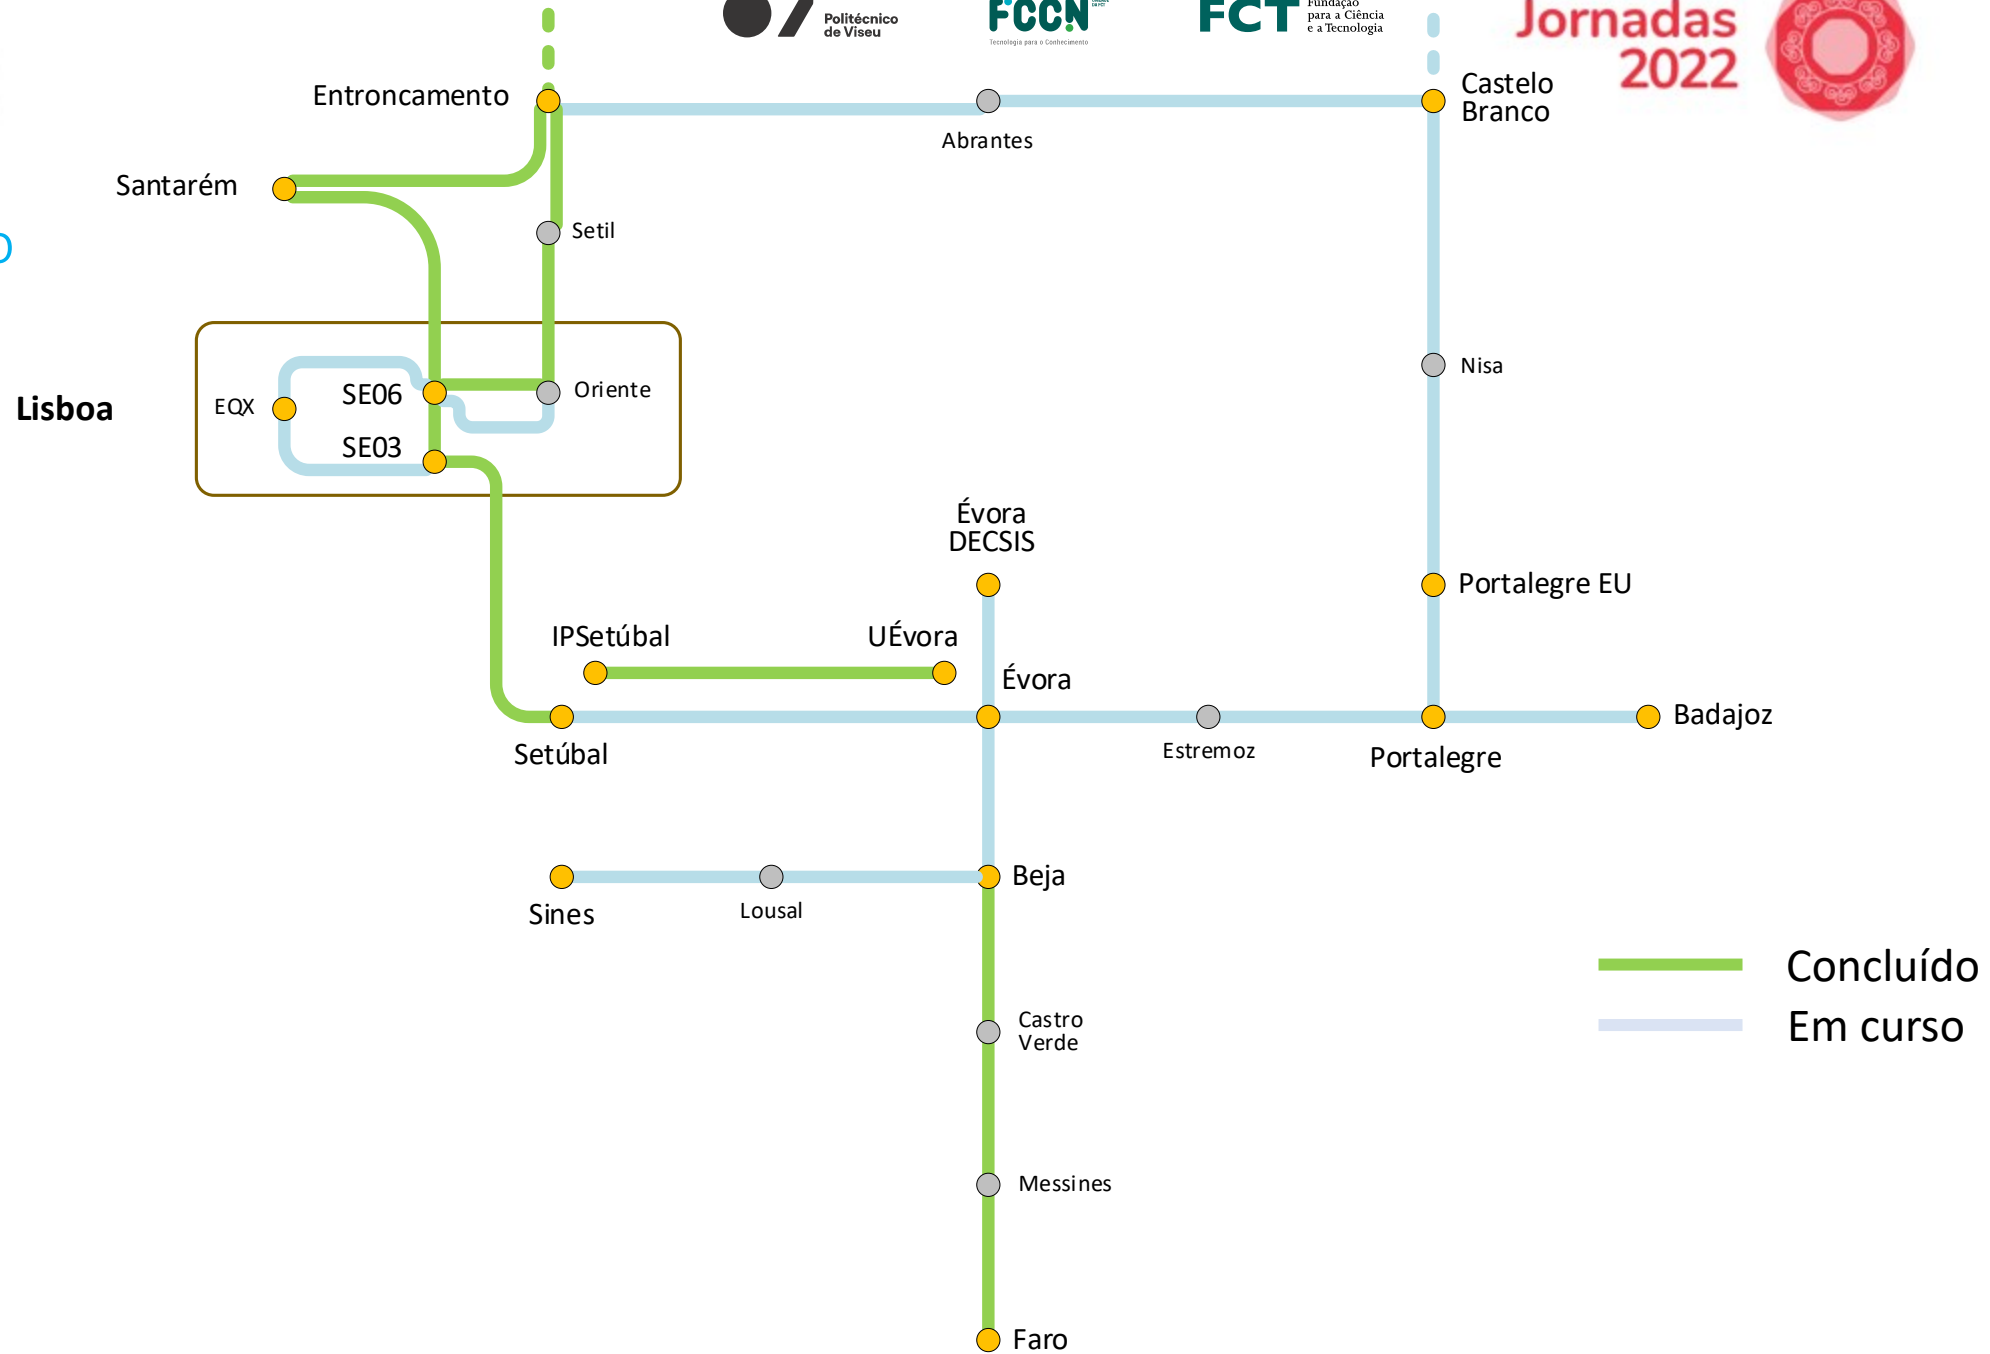 Politécnico
de Viseu
FCCN
Tecnologia para o Conhecimento
FCT
Fundação
para a Ciência
e a Tecnologia
Jornadas
2022
Entroncamento
Castelo
Branco
Abrantes
Santarém
Setil
Nisa
Lisboa
EQX
SE06
Oriente
SE03
Évora
DECSIS
Portalegre EU
IPSetúbal
UÉvora
Évora
Badajoz
Setúbal
Estremoz
Portalegre
Beja
Sines
Lousal
Concluído
Castro
Verde
Em curso
Messines
Faro